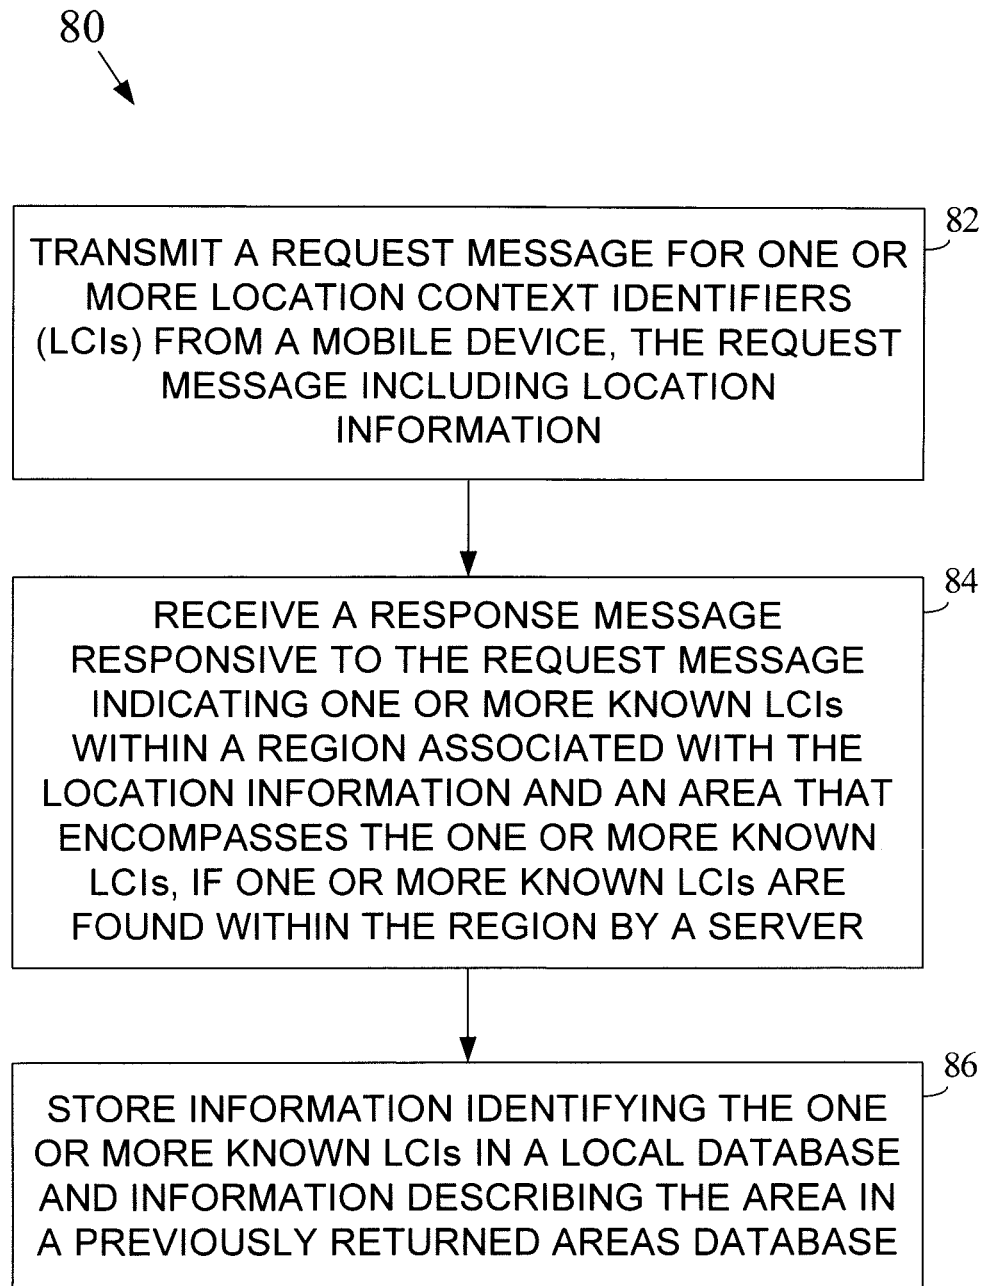 80
82
TRANSMIT A REQUEST MESSAGE FOR ONE OR
MORE LOCATION CONTEXT IDENTIFIERS
(LCIs) FROM A MOBILE DEVICE, THE REQUEST
MESSAGE INCLUDING LOCATION
INFORMATION
84
RECEIVE A RESPONSE MESSAGE
RESPONSIVE TO THE REQUEST MESSAGE
INDICATING ONE OR MORE KNOWN LCIs
WITHIN A REGION ASSOCIATED WITH THE
LOCATION INFORMATION AND AN AREA THAT
ENCOMPASSES THE ONE OR MORE KNOWN
LCIs, IF ONE OR MORE KNOWN LCIs ARE
FOUND WITHIN THE REGION BY A SERVER
86
STORE INFORMATION IDENTIFYING THE ONE
OR MORE KNOWN LCIs IN A LOCAL DATABASE
AND INFORMATION DESCRIBING THE AREA IN
A PREVIOUSLY RETURNED AREAS DATABASE